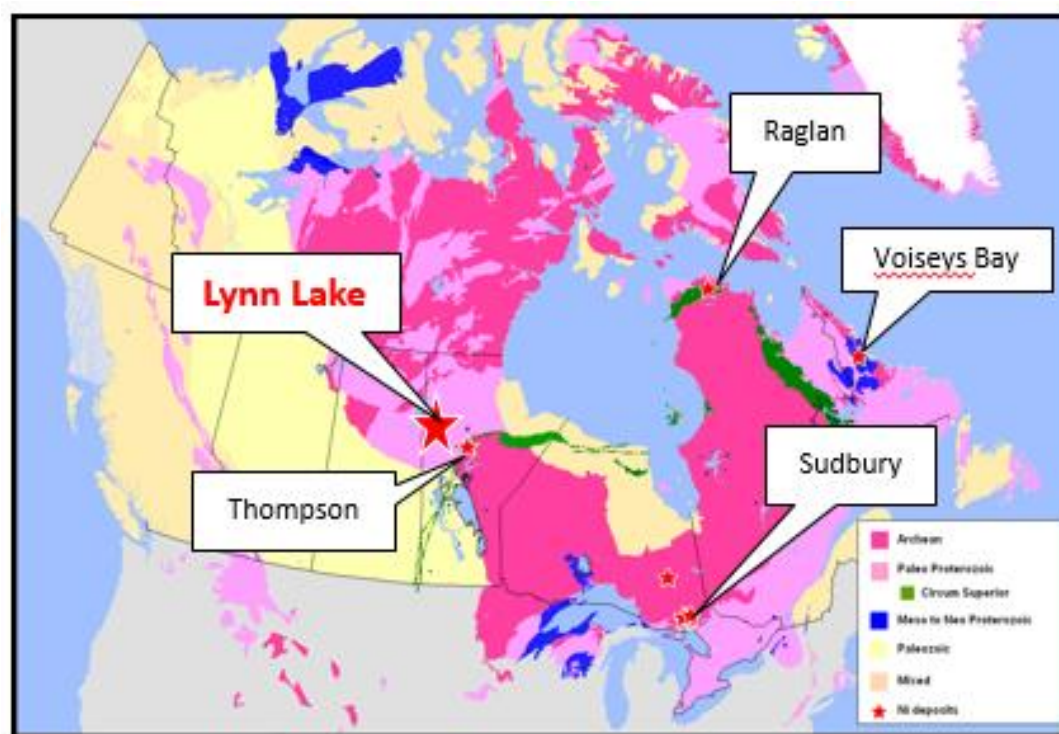 Raglan
Voiseys Bay
Lynn Lake
Sudbury
Thompson
Archean
Paleo Proterozoic
Circum Superior
Meso to Neo Proterozoic
Paleozoic
Mixed
Ni deposits